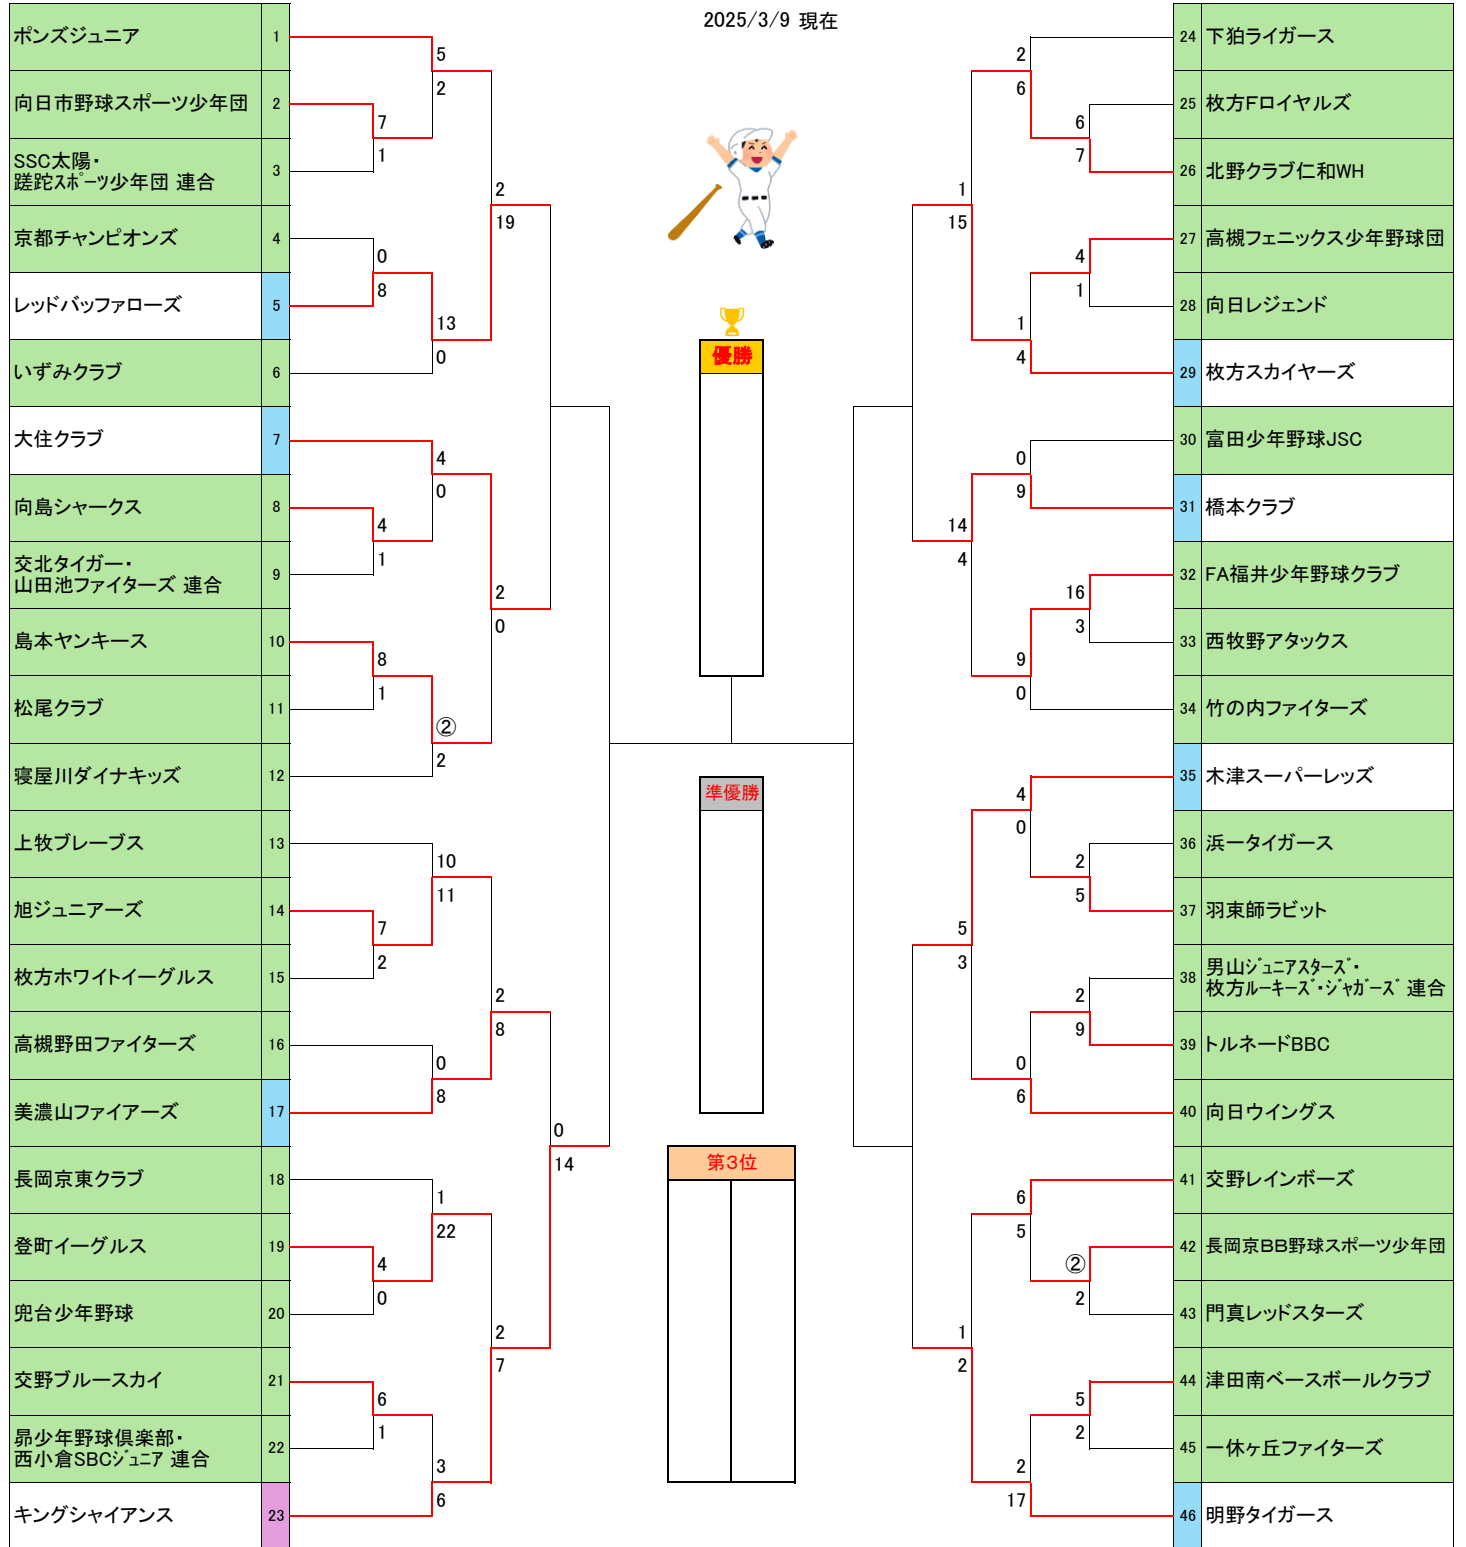 2025/3/9 現在
ポンズジュニア 1
向日市野球スポーツ少年団 2
SSC太陽・
蹉跎スポーツ少年団 連合 3
京都チャンピオンズ 4
レッドバッファローズ 5
いずみクラブ 6
大住クラブ 7
向島シャークス 8
交北タイガー・
山田池ファイターズ 連合 9
島本ヤンキース 10
松尾クラブ 11
寝屋川ダイナキッズ 12
上牧ブレーブス 13
旭ジュニアーズ 14
枚方ホワイトイーグルス 15
高槻野田ファイターズ 16
美濃山ファイアーズ 17
長岡京東クラブ 18
登町イーグルス 19
兜台少年野球 20
交野ブルースカイ 21
昴少年野球倶楽部・
西小倉SBCジュニア 連合 22
キングシャイアンス 23
5
2
7
1
2
19
0
8
13
0
4
0
4
1
2
0
8
1
②
2
10
11
7
2
2
8
0
8
0
14
1
22
4
0
2
7
6
1
3
6
優勝
準優勝
第3位
2
6
6
7
1
15
4
1
1
4
0
9
14
4
16
3
9
0
4
0
2
5
5
3
2
9
0
6
6
5
②
2
1
2
5
2
2
17
24 下狛ライガース
25 枚方Fロイヤルズ
26 北野クラブ仁和WH
27 高槻フェニックス少年野球団
28 向日レジェンド
29 枚方スカイヤーズ
30 富田少年野球JSC
31 橋本クラブ
32 FA福井少年野球クラブ
33 西牧野アタックス
34 竹の内ファイターズ
35 木津スーパーレッズ
36 浜一タイガース
37 羽束師ラビット
38 男山ジュニアスターズ・
枚方ルーキーズ・ジャガーズ 連合
39 トルネードBBC
40 向日ウイングス
41 交野レインボーズ
42 長岡京BB野球スポーツ少年団
43 門真レッドスターズ
44 津田南ベースボールクラブ
45 一休ヶ丘ファイターズ
46 明野タイガース